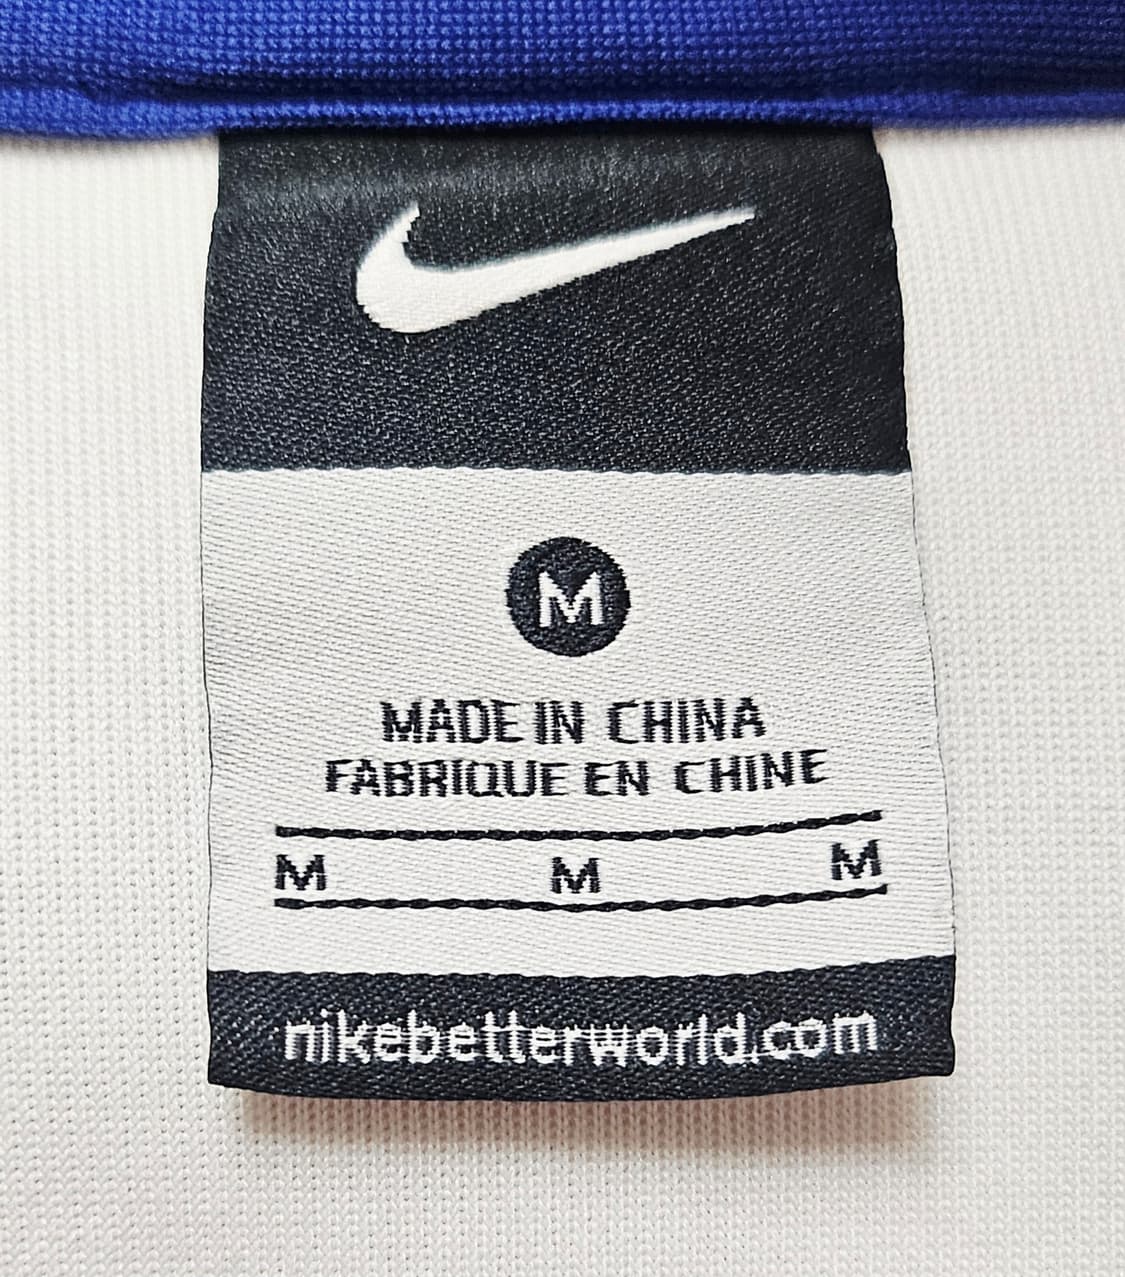 M
MADE IN CHINA
FABRIQUE EN CHINE
M M M
nikebetterworld.com